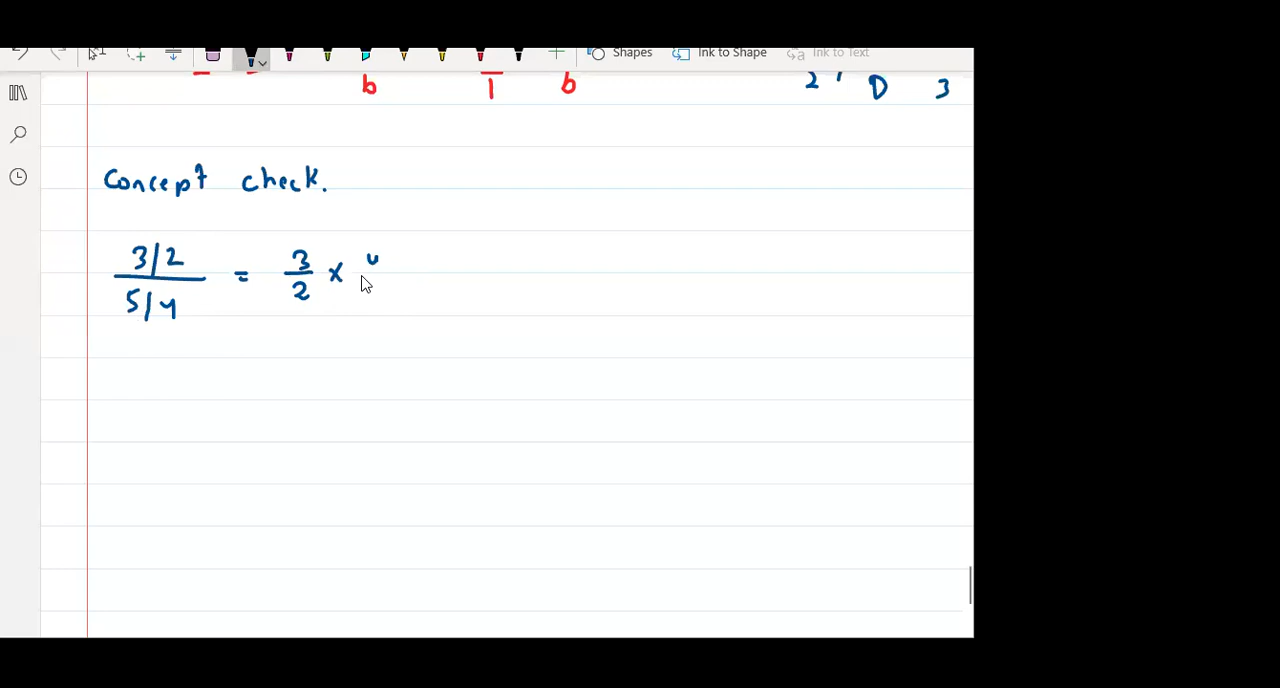 Shapes Ink to Shape Ink to Text
b 1 b 2 D 3
Concept check.
3/2 = 3 ×
5/4 2